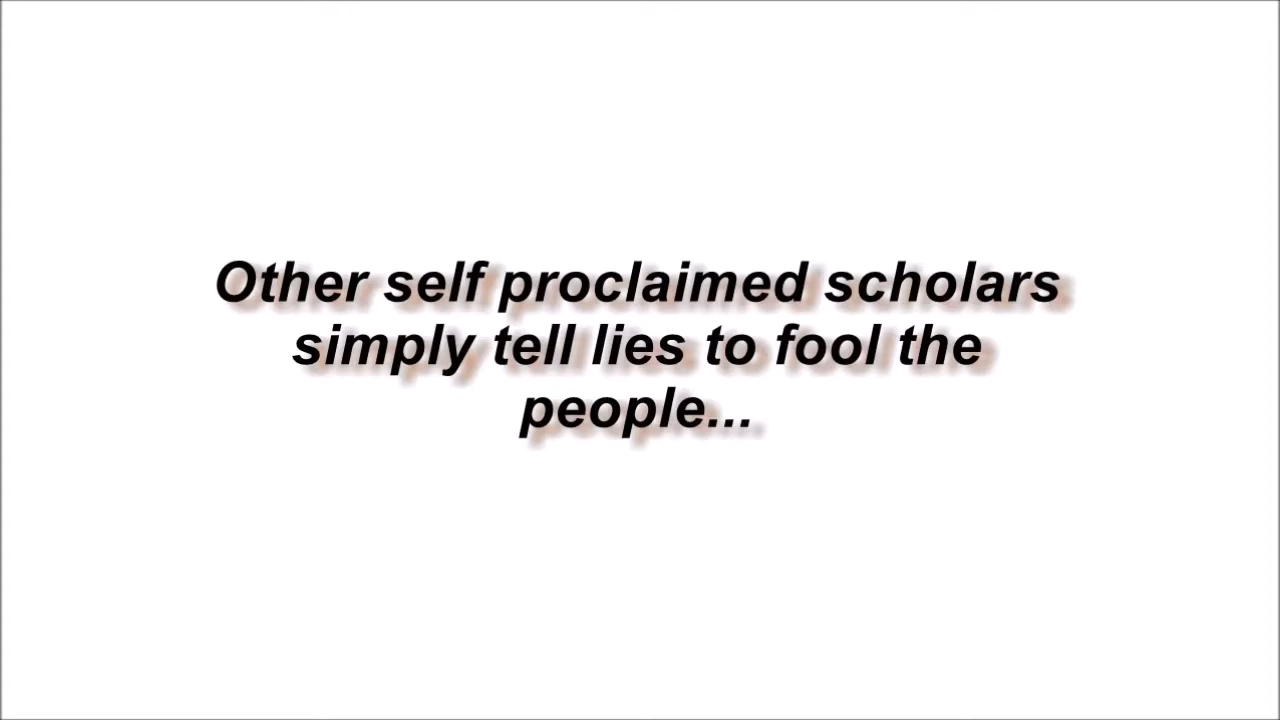 Other self proclaimed scholars
simply tell lies to fool the
people...